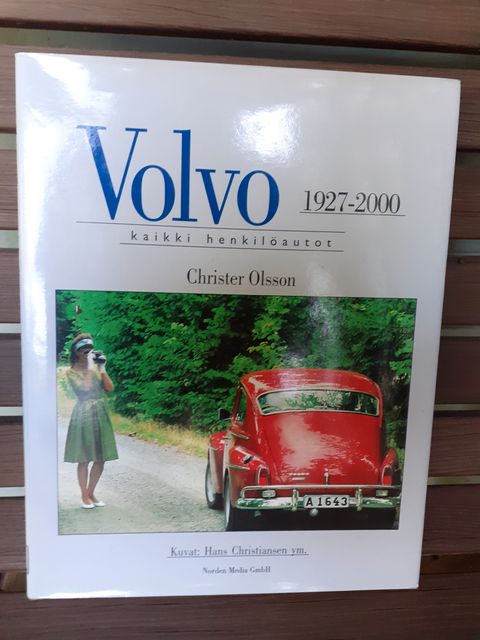 Volvo 1927-2000
kaikki henkilöautot
Christer Olsson
A 1643
Kuvat: Hans Christiansen ym.
Norden Media GmbH